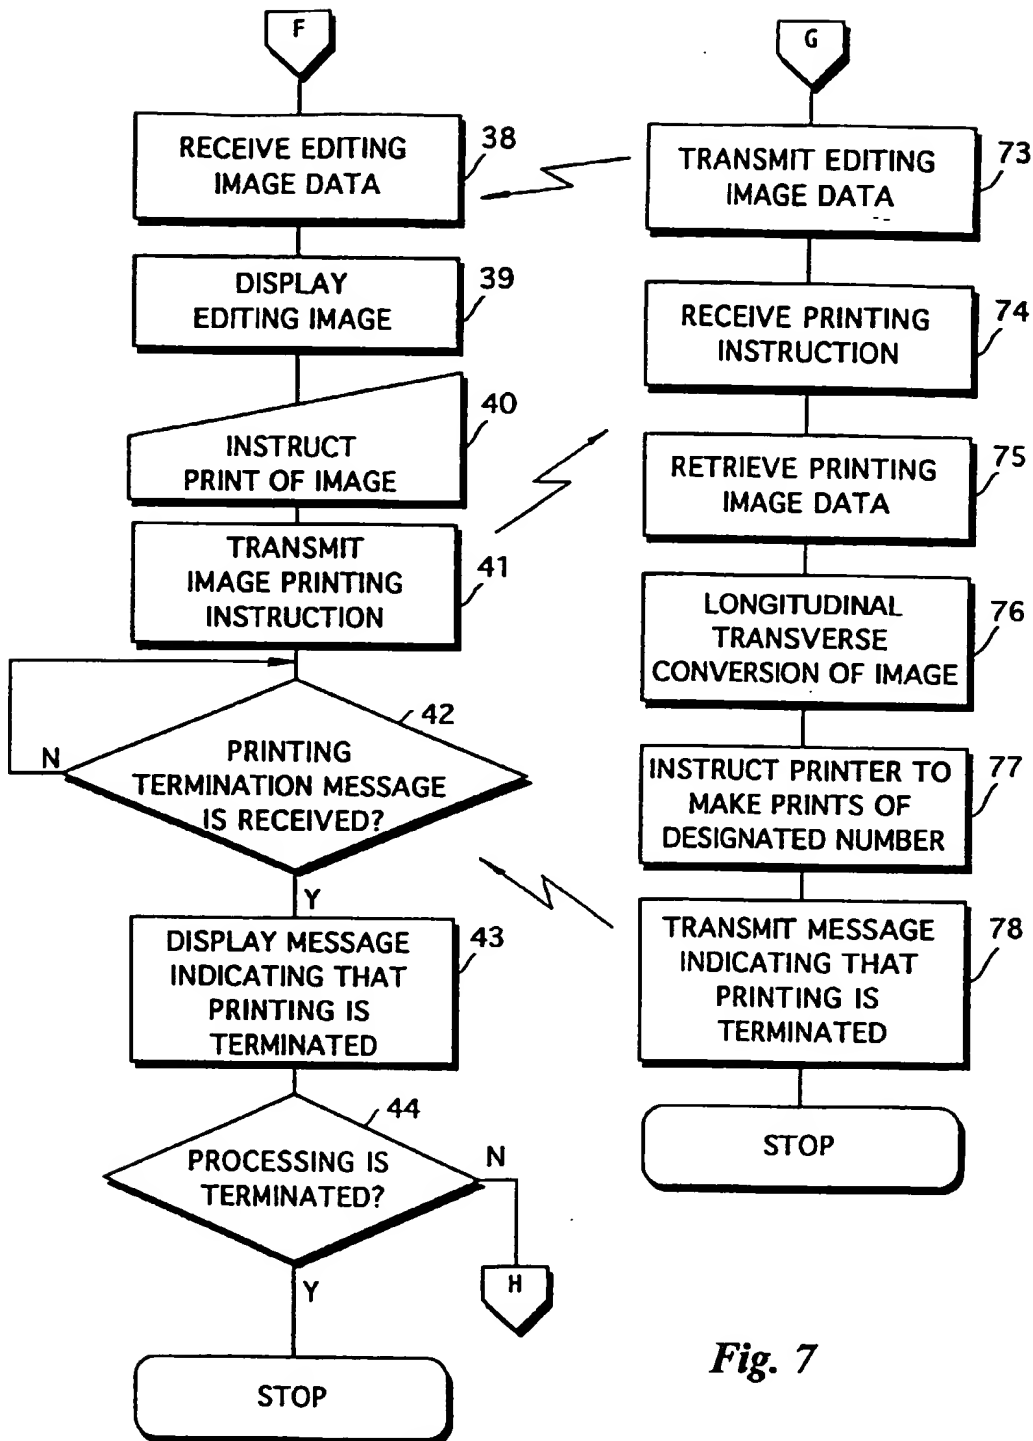 F
RECEIVE EDITING
IMAGE DATA
38
DISPLAY
EDITING IMAGE
39
INSTRUCT
PRINT OF IMAGE
40
TRANSMIT
IMAGE PRINTING
INSTRUCTION
41
PRINTING
TERMINATION MESSAGE
IS RECEIVED?
42
N
Y
DISPLAY MESSAGE
INDICATING THAT
PRINTING IS
TERMINATED
43
PROCESSING IS
TERMINATED?
44
N
H
Y
STOP
G
TRANSMIT EDITING
IMAGE DATA
73
RECEIVE PRINTING
INSTRUCTION
74
RETRIEVE PRINTING
IMAGE DATA
75
LONGITUDINAL
TRANSVERSE
CONVERSION OF IMAGE
76
INSTRUCT PRINTER TO
MAKE PRINTS OF
DESIGNATED NUMBER
77
TRANSMIT MESSAGE
INDICATING THAT
PRINTING IS
TERMINATED
78
STOP
Fig. 7